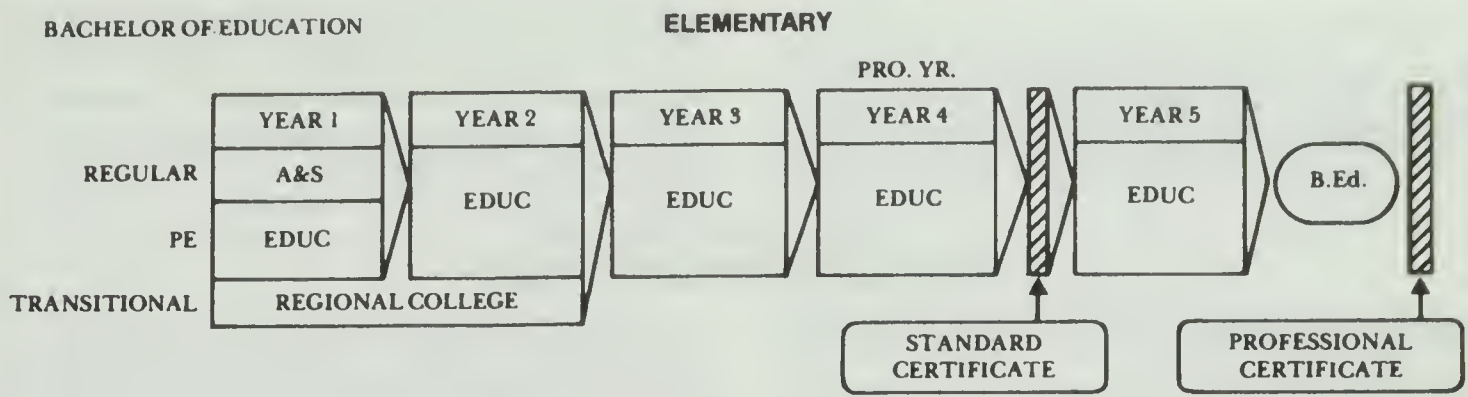 BACHELOR OF EDUCATION
ELEMENTARY
PRO. YR.
YEAR 1
YEAR 2
YEAR 3
YEAR 4
YEAR 5
REGULAR
A&S
EDUC
EDUC
EDUC
EDUC
B.Ed.
PE
EDUC
TRANSITIONAL
REGIONAL COLLEGE
STANDARD
CERTIFICATE
PROFESSIONAL
CERTIFICATE